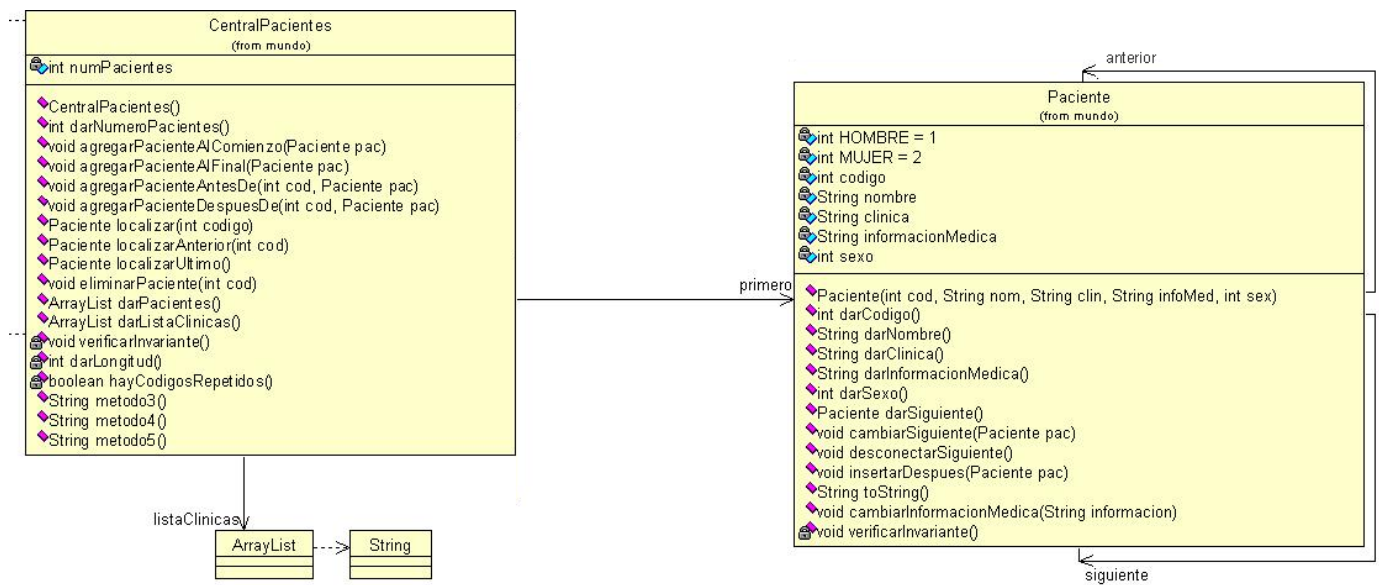 CentralPacientes
(from mundo)
int numPacientes
CentralPacientes()
int darNumeroPacientes()
void agregarPacienteAlComienzo(Paciente pac)
void agregarPacienteAlFinal(Paciente pac)
void agregarPacienteAntesDe(int cod, Paciente pac)
void agregarPacienteDespuesDe(int cod, Paciente pac)
Paciente localizar(int codigo)
Paciente localizarAnterior(int cod)
Paciente localizarUltimo()
void eliminarPaciente(int cod)
ArrayList darPacientes()
ArrayList darListaClinicas()
void verificarInvariante()
int darLongitud()
boolean hayCodigosRepetidos()
String metodo3()
String metodo4()
String metodo5()
listaClinicas
ArrayList
String
primero
anterior
Paciente
(from mundo)
int HOMBRE = 1
int MUJER = 2
int codigo
String nombre
String clinica
String informacionMedica
int sexo
Paciente(int cod, String nom, String clin, String infoMed, int sex)
int darCodigo()
String darNombre()
String darClinica()
String darInformacionMedica()
int darSexo()
Paciente darSiguiente()
void cambiarSiguiente(Paciente pac)
void desconectarSiguiente()
void insertarDespues(Paciente pac)
String toString()
void cambiarInformacionMedica(String informacion)
void verificarInvariante()
siguiente